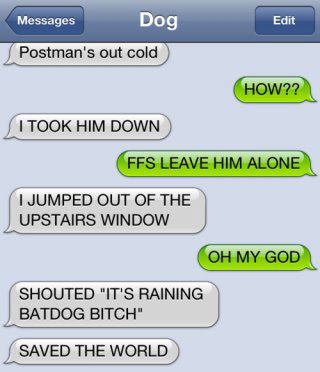 Messages
Dog
Edit
Postman's out cold
HOW??
I TOOK HIM DOWN
FFS LEAVE HIM ALONE
I JUMPED OUT OF THE
UPSTAIRS WINDOW
OH MY GOD
SHOUTED "IT'S RAINING
BATDOG BITCH"
SAVED THE WORLD